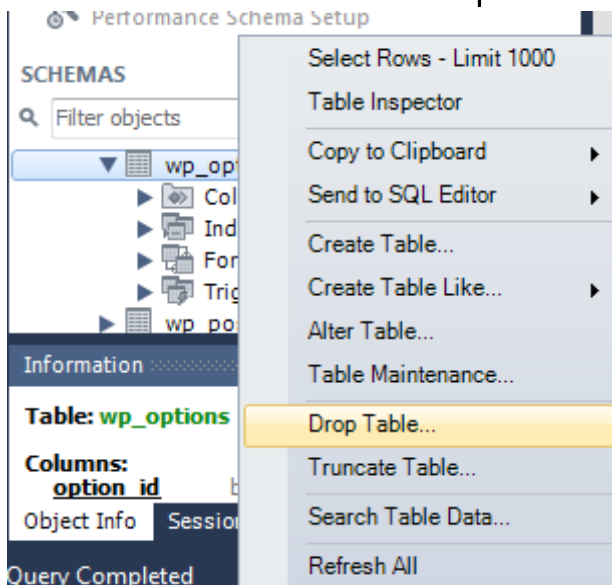 Performance Schema Setup
SCHEMAS
Filter objects
wp_opt
Col
Ind
For
Trig
wp_pos
Information
Table: wp_options
Columns:
option_id
Object Info Session
Query Completed
Select Rows - Limit 1000
Table Inspector
Copy to Clipboard
Send to SQL Editor
Create Table...
Create Table Like...
Alter Table...
Table Maintenance...
Drop Table...
Truncate Table...
Search Table Data...
Refresh All